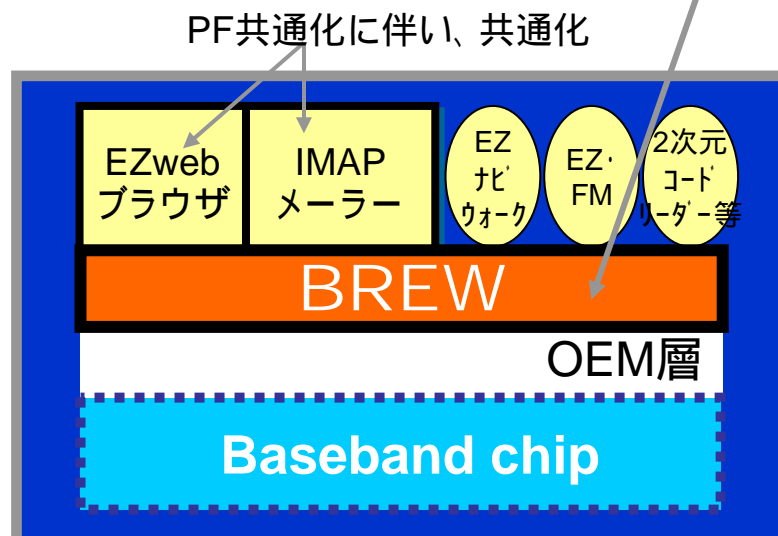 PF共通化に伴い、共通化
EZweb
ブラウザ
IMAP
メーラー
EZ
ﾅﾋﾞ
ｳｫｰｸ
EZ・
FM
2次元
ｺｰﾄﾞ
ﾘｰﾀﾞｰ等
BREW
OEM層
Baseband chip